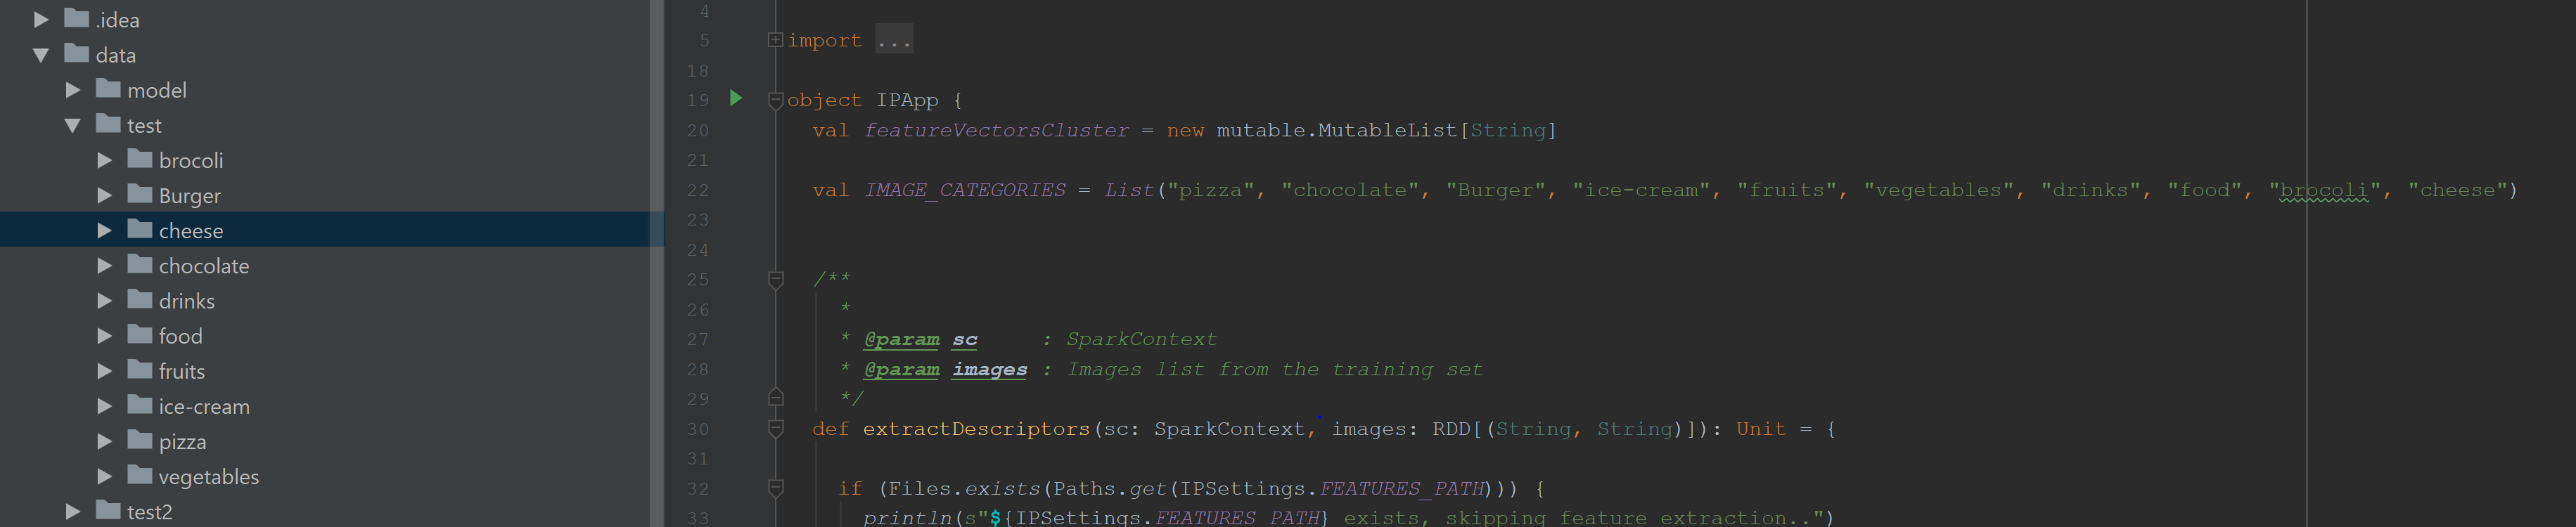 .idea
data
model
test
brocoli
Burger
cheese
chocolate
drinks
food
fruits
ice-cream
pizza
vegetables
test2
4
5 import ...
18
19 object IPApp {
20 val featureVectorsCluster = new mutable.MutableList[String]
21
22 val IMAGE_CATEGORIES = List("pizza", "chocolate", "Burger", "ice-cream", "fruits", "vegetables", "drinks", "food", "brocoli", "cheese")
23
24
25 /**
26 *
27 * @param sc : SparkContext
28 * @param images : Images list from the training set
29 */
30 def extractDescriptors(sc: SparkContext, images: RDD[(String, String)]): Unit = {
31
32 if (Files.exists(Paths.get(IPSettings.FEATURES_PATH))) {
33 println(s"${IPSettings.FEATURES_PATH} exists, skipping feature extraction..")